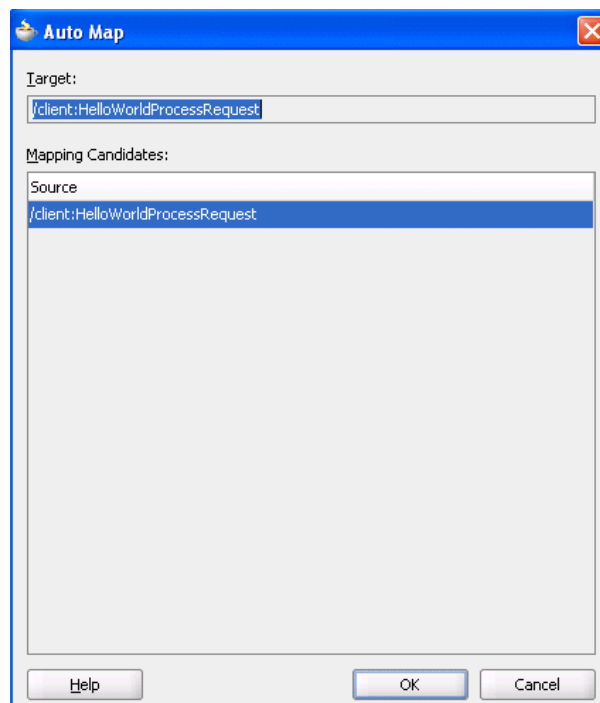 Auto Map
Target:
/client:HelloWorldProcessRequest
Mapping Candidates:
Source
/client:HelloWorldProcessRequest
Help
OK
Cancel